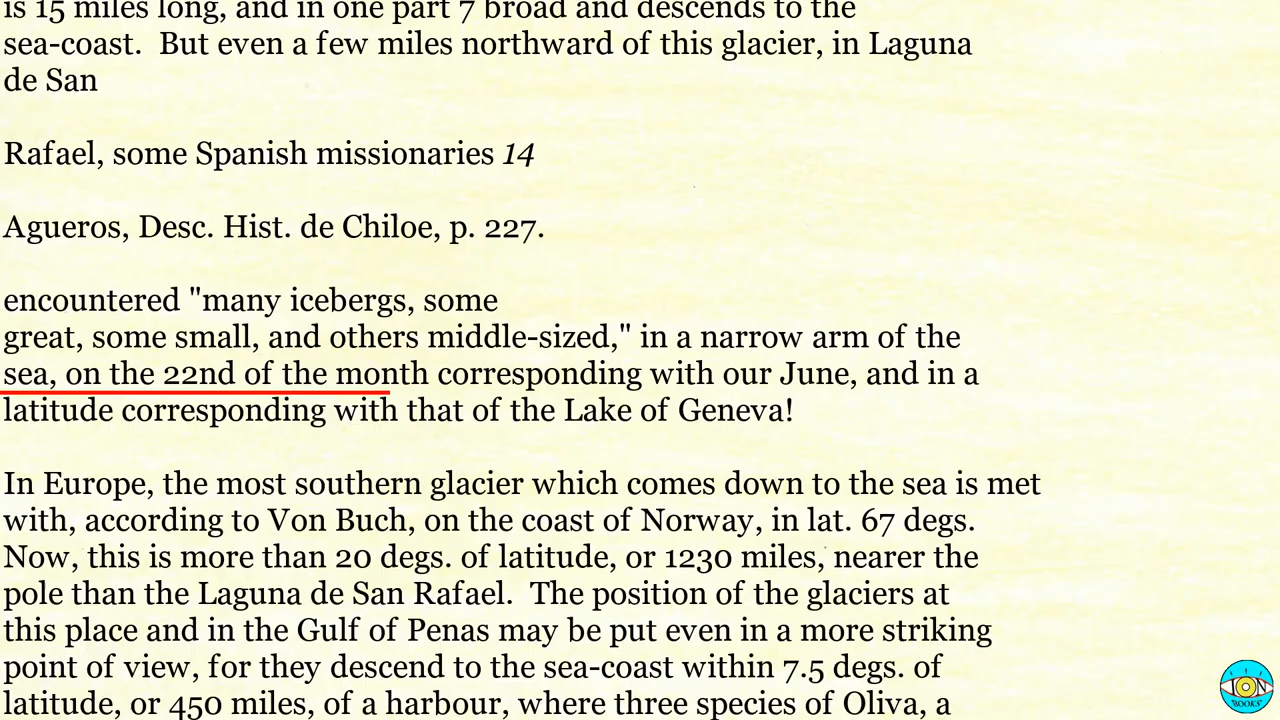 is 15 miles long, and in one part 7 broad and descends to the
sea-coast.  But even a few miles northward of this glacier, in Laguna
de San
Rafael, some Spanish missionaries 14
Agueros, Desc. Hist. de Chiloe, p. 227.
encountered "many icebergs, some
great, some small, and others middle-sized," in a narrow arm of the
sea, on the 22nd of the month corresponding with our June, and in a
latitude corresponding with that of the Lake of Geneva!
In Europe, the most southern glacier which comes down to the sea is met
with, according to Von Buch, on the coast of Norway, in lat. 67 degs.
Now, this is more than 20 degs. of latitude, or 1230 miles, nearer the
pole than the Laguna de San Rafael.  The position of the glaciers at
this place and in the Gulf of Penas may be put even in a more striking
point of view, for they descend to the sea-coast within 7.5 degs. of
latitude, or 450 miles, of a harbour, where three species of Oliva, a
ION
BOOKS